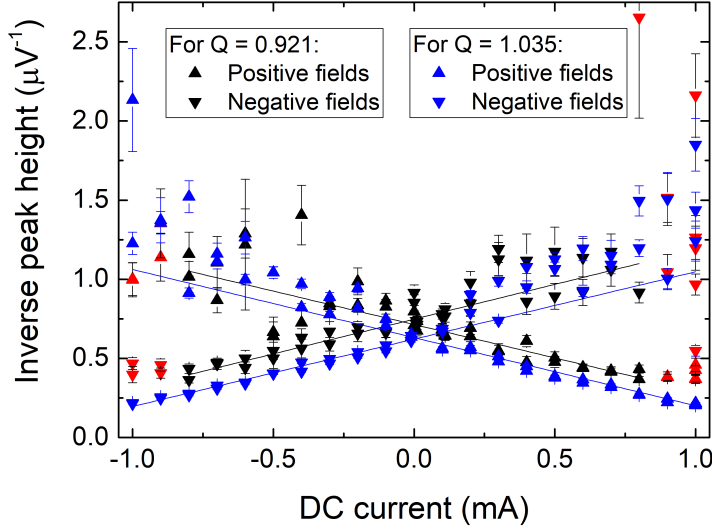 2.5
2.0
1.5
1.0
0.5
0.0
Inverse peak height (μV⁻¹)
For Q = 0.921:
Positive fields
Negative fields
For Q = 1.035:
Positive fields
Negative fields
-1.0 -0.5 0.0 0.5 1.0
DC current (mA)